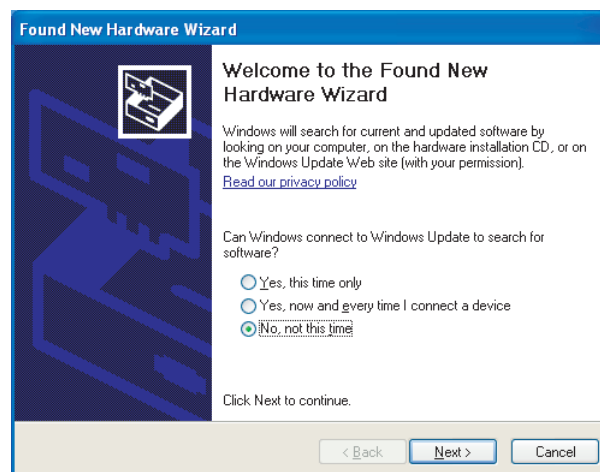 Found New Hardware Wizard
Welcome to the Found New
Hardware Wizard
Windows will search for current and updated software by
looking on your computer, on the hardware installation CD, or on
the Windows Update Web site (with your permission).
Read our privacy policy
Can Windows connect to Windows Update to search for
software?
Yes, this time only
Yes, now and every time I connect a device
No, not this time
Click Next to continue.
< Back Next > Cancel